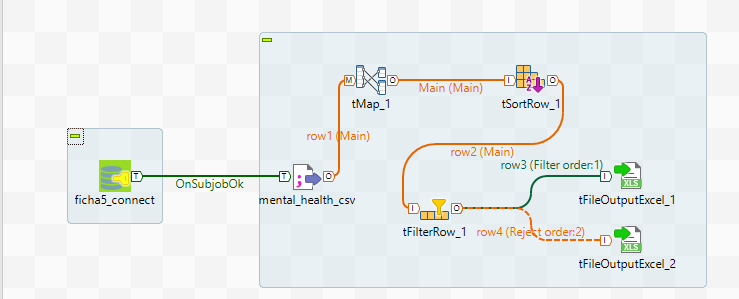 M
O
Main (Main)
I
A
Z
O
tMap_1
tSortRow_1
row1 (Main)
row2 (Main)
row3 (Filter order:1)
I
XLS
T
OnSubjobOk
T
;
O
ficha5_connect
mental_health_csv
tFileOutputExcel_1
I
O
tFilterRow_1
row4 (Reject order:2)
I
XLS
tFileOutputExcel_2